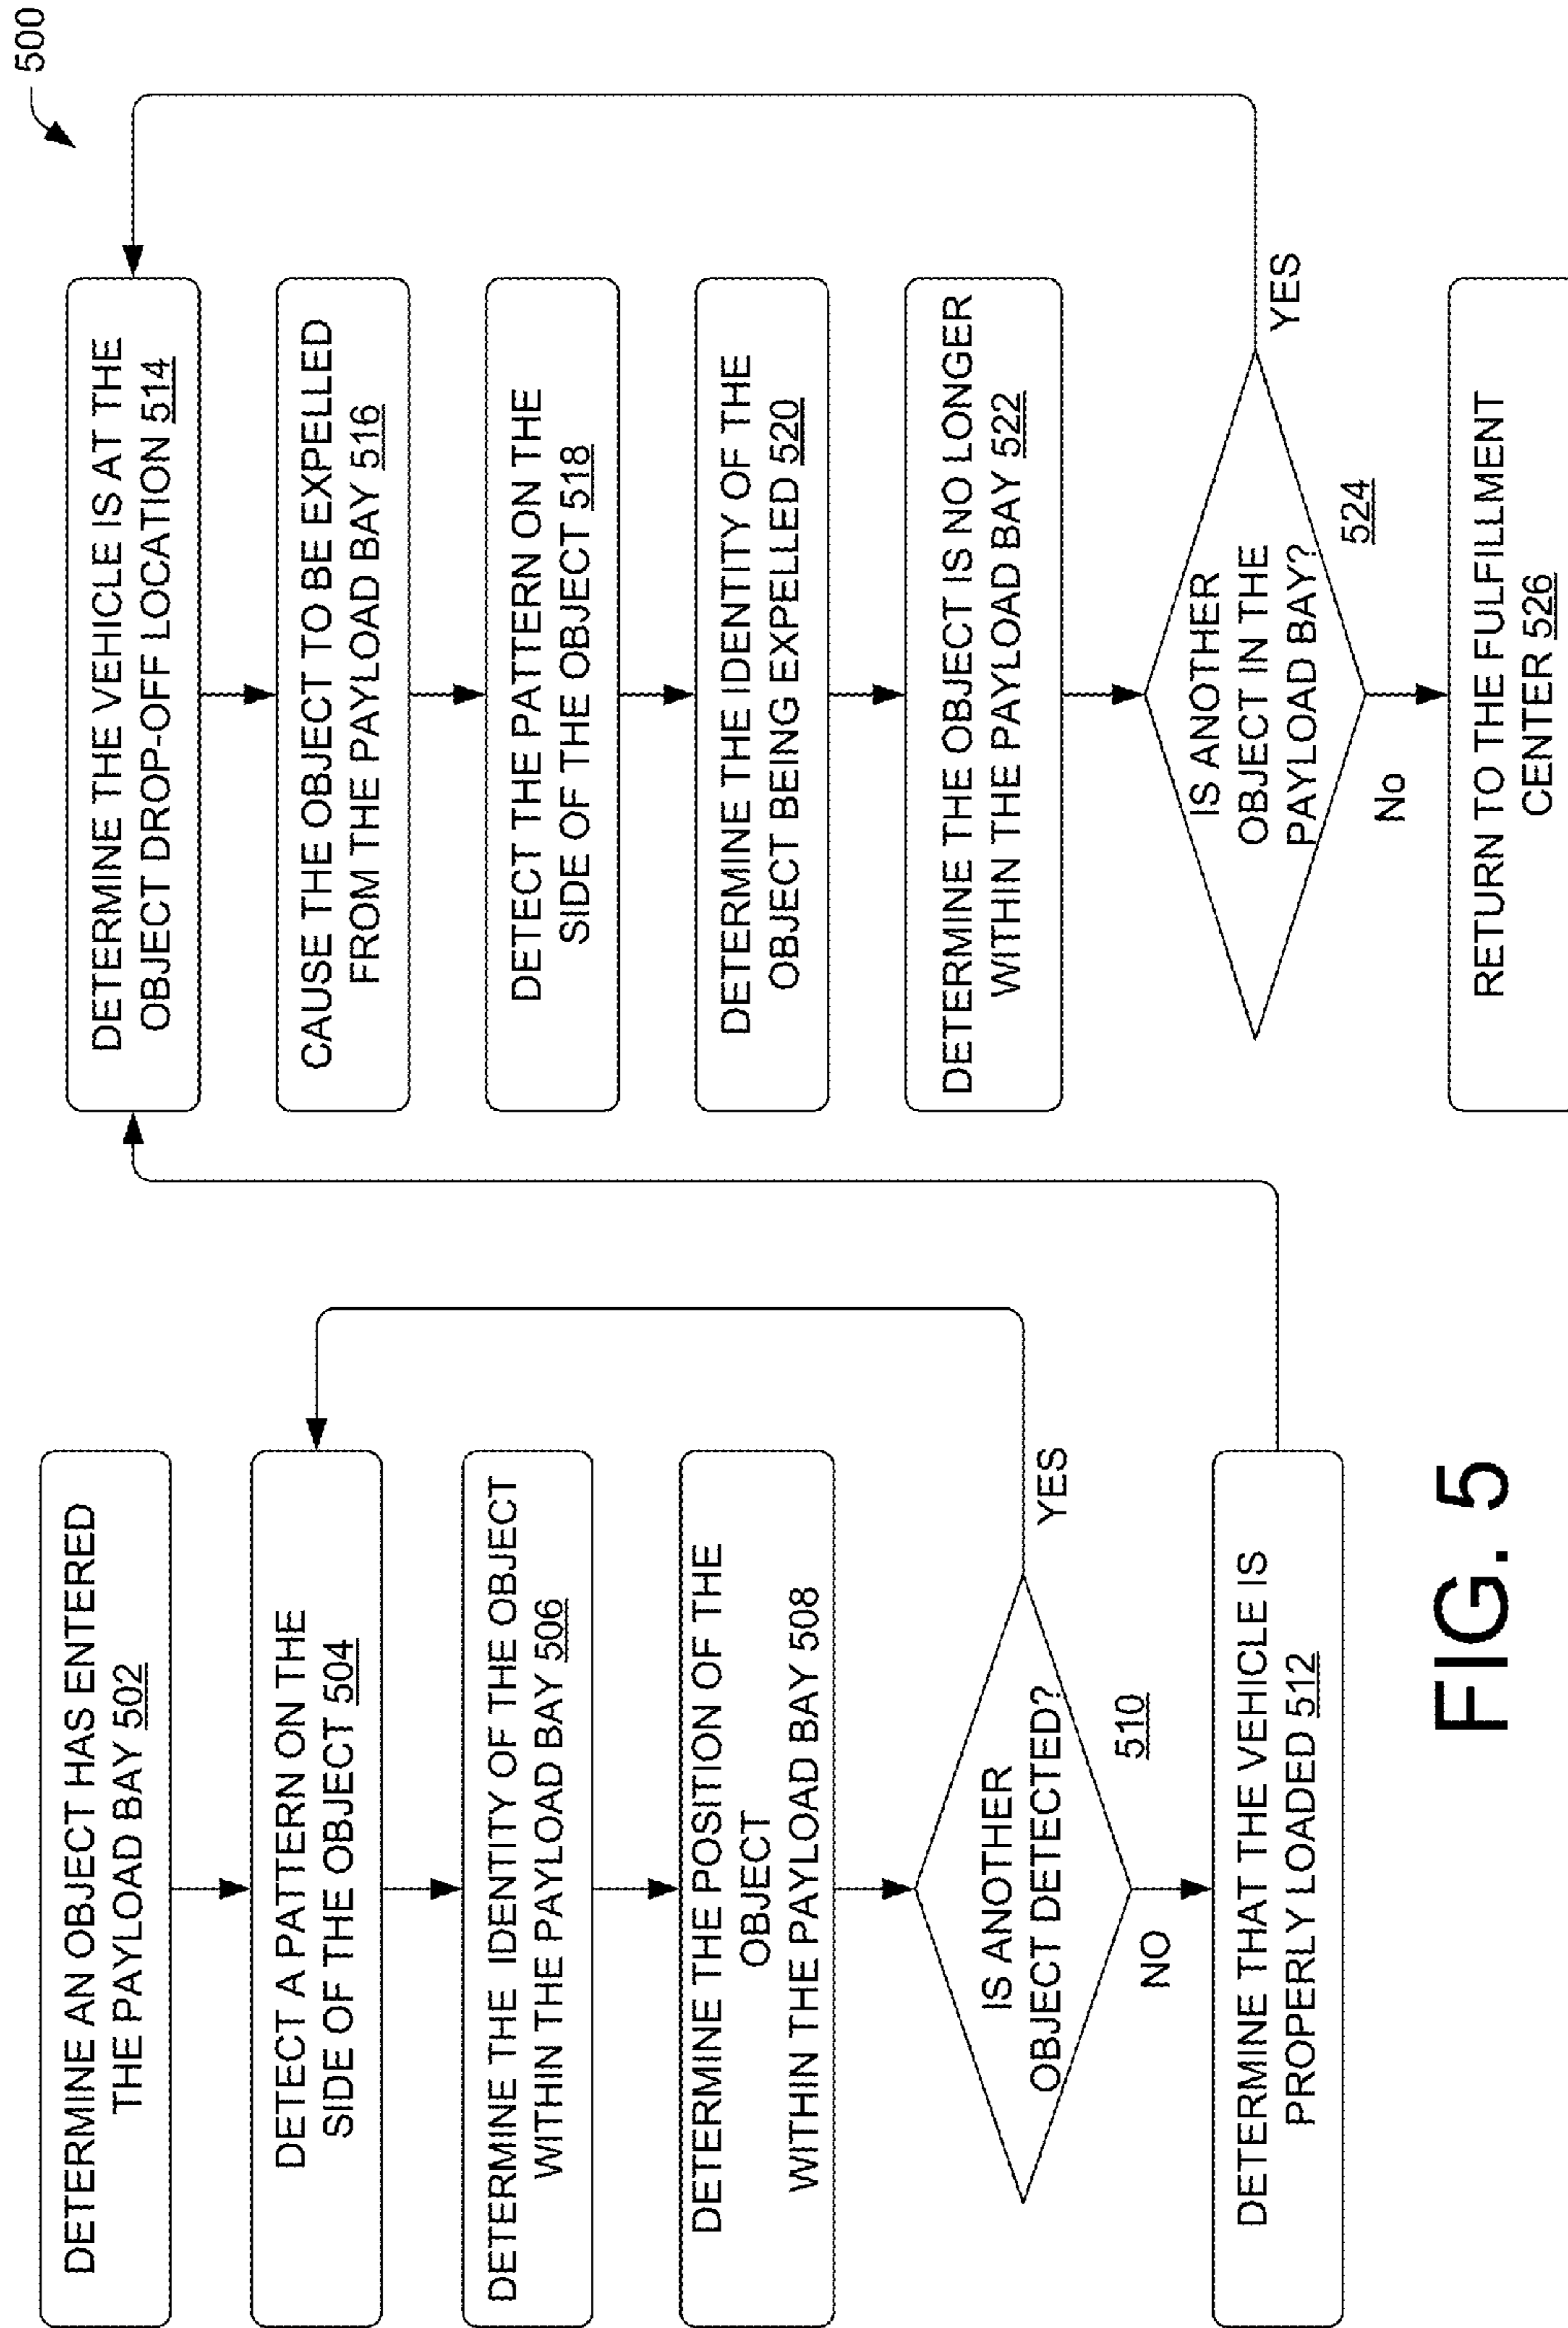 500
DETERMINE AN OBJECT HAS ENTERED
THE PAYLOAD BAY 502
DETECT A PATTERN ON THE
SIDE OF THE OBJECT 504
DETERMINE THE IDENTITY OF THE OBJECT
WITHIN THE PAYLOAD BAY 506
DETERMINE THE POSITION OF THE
OBJECT
WITHIN THE PAYLOAD BAY 508
IS ANOTHER
OBJECT DETECTED?
510
YES
NO
DETERMINE THAT THE VEHICLE IS
PROPERLY LOADED 512
DETERMINE THE VEHICLE IS AT THE
OBJECT DROP-OFF LOCATION 514
CAUSE THE OBJECT TO BE EXPELLED
FROM THE PAYLOAD BAY 516
DETECT THE PATTERN ON THE
SIDE OF THE OBJECT 518
DETERMINE THE IDENTITY OF THE
OBJECT BEING EXPELLED 520
DETERMINE THE OBJECT IS NO LONGER
WITHIN THE PAYLOAD BAY 522
IS ANOTHER
OBJECT IN THE
PAYLOAD BAY?
524
YES
No
RETURN TO THE FULFILLMENT
CENTER 526
FIG. 5